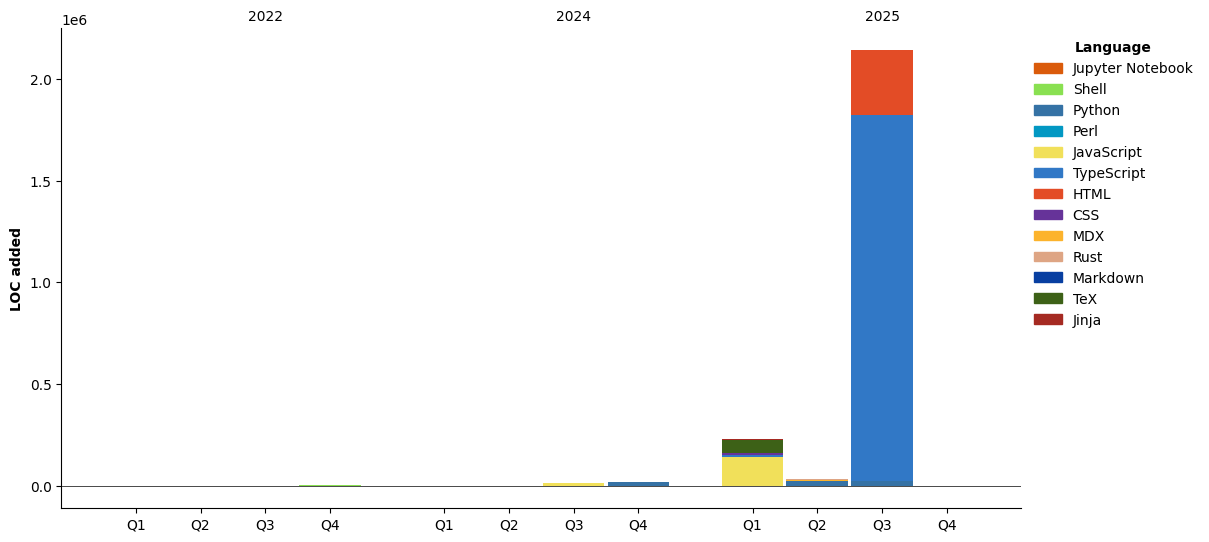 2022 2024 2025
1e6
Language
Jupyter Notebook
Shell
Python
Perl
JavaScript
TypeScript
HTML
CSS
MDX
Rust
Markdown
TeX
Jinja
LOC added
2.0
1.5
1.0
0.5
0.0
Q1 Q2 Q3 Q4 Q1 Q2 Q3 Q4 Q1 Q2 Q3 Q4